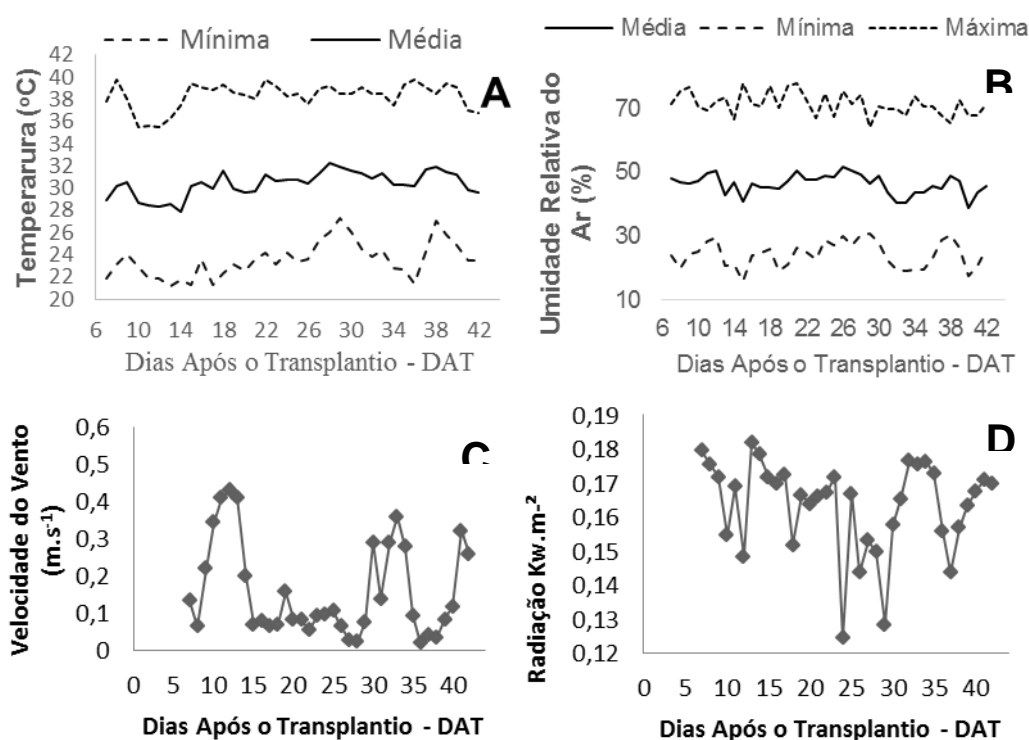 Mínima Média
A
Temperarura (ºC)
42
40
38
36
34
32
30
28
26
24
22
20
6 10 14 18 22 26 30 34 38 42
Dias Após o Transplantio - DAT
Média Mínima Máxima
B
Umidade Relativa do
Ar (%)
70
50
30
10
6 10 14 18 22 26 30 34 38 42
Dias Após o Transplantio - DAT
C
Velocidade do Vento
(m.s⁻¹)
0,6
0,5
0,4
0,3
0,2
0,1
0
0 5 10 15 20 25 30 35 40
Dias Após o Transplantio - DAT
D
Radiação Kw.m-²
0,19
0,18
0,17
0,16
0,15
0,14
0,13
0,12
0 5 10 15 20 25 30 35 40
Dias Após o Transplantio - DAT